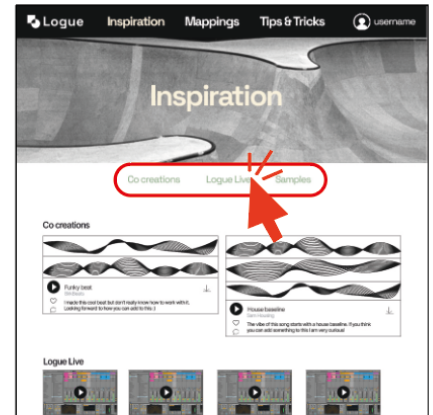 Logue Inspiration Mappings Tips & Tricks username
Inspiration
Co creations Logue Live Samples
Co creations
Funky beat
I made this cool beat but don't really know how to work with it.
Looking forward to how you can add to this :)
House baseline
The vibe of this song starts with a house baseline. If you think
you can add something to this I am very curious!
Logue Live